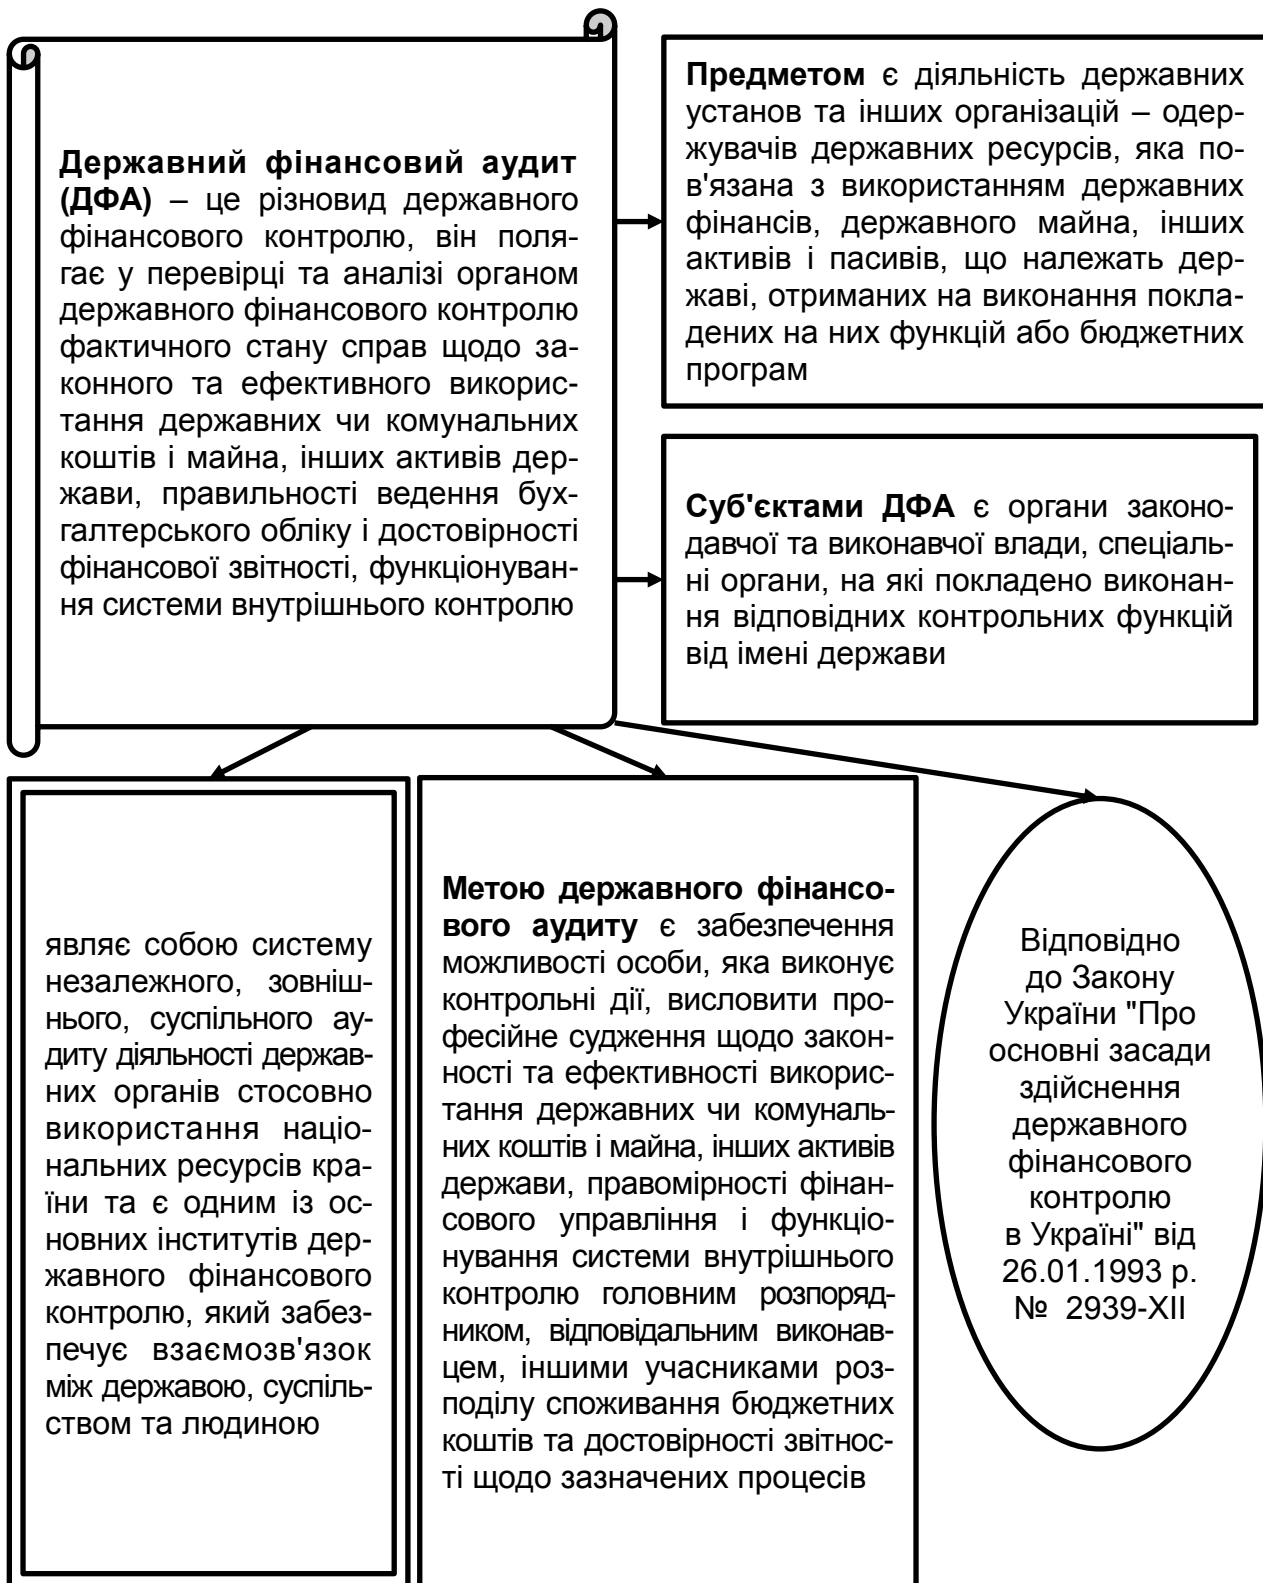 Державний фінансовий аудит
(ДФА) – це різновид державного
фінансового контролю, він поля-
гає у перевірці та аналізі органом
державного фінансового контролю
фактичного стану справ щодо за-
конного та ефективного викорис-
тання державних чи комунальних
коштів і майна, інших активів дер-
жави, правильності ведення бух-
галтерського обліку і достовірності
фінансової звітності, функціонуван-
ня системи внутрішнього контролю
Предметом є діяльність державних
установ та інших організацій – одер-
жувачів державних ресурсів, яка по-
в'язана з використанням державних
фінансів, державного майна, інших
активів і пасивів, що належать дер-
жаві, отриманих на виконання покла-
дених на них функцій або бюджетних
програм
Суб'єктами ДФА є органи законо-
давчої та виконавчої влади, спеціаль-
ні органи, на які покладено виконан-
ня відповідних контрольних функцій
від імені держави
являє собою систему
незалежного, зовніш-
нього, суспільного ау-
диту діяльності держав-
них органів стосовно
використання націо-
нальних ресурсів кра-
їни та є одним із ос-
новних інститутів дер-
жавного фінансового
контролю, який забез-
печує взаємозв'язок
між державою, суспіль-
ством та людиною
Метою державного фінансо-
вого аудиту є забезпечення
можливості особи, яка виконує
контрольні дії, висловити про-
фесійне судження щодо закон-
ності та ефективності викорис-
тання державних чи комуналь-
них коштів і майна, інших активів
держави, правомірності фінан-
сового управління і функціо-
нування системи внутрішнього
контролю головним розпоряд-
ником, відповідальним виконав-
цем, іншими учасниками роз-
поділу споживання бюджетних
коштів та достовірності звітнос-
ті щодо зазначених процесів
Відповідно
до Закону
України "Про
основні засади
здійснення
державного
фінансового
контролю
в Україні" від
26.01.1993 р.
№ 2939-XII